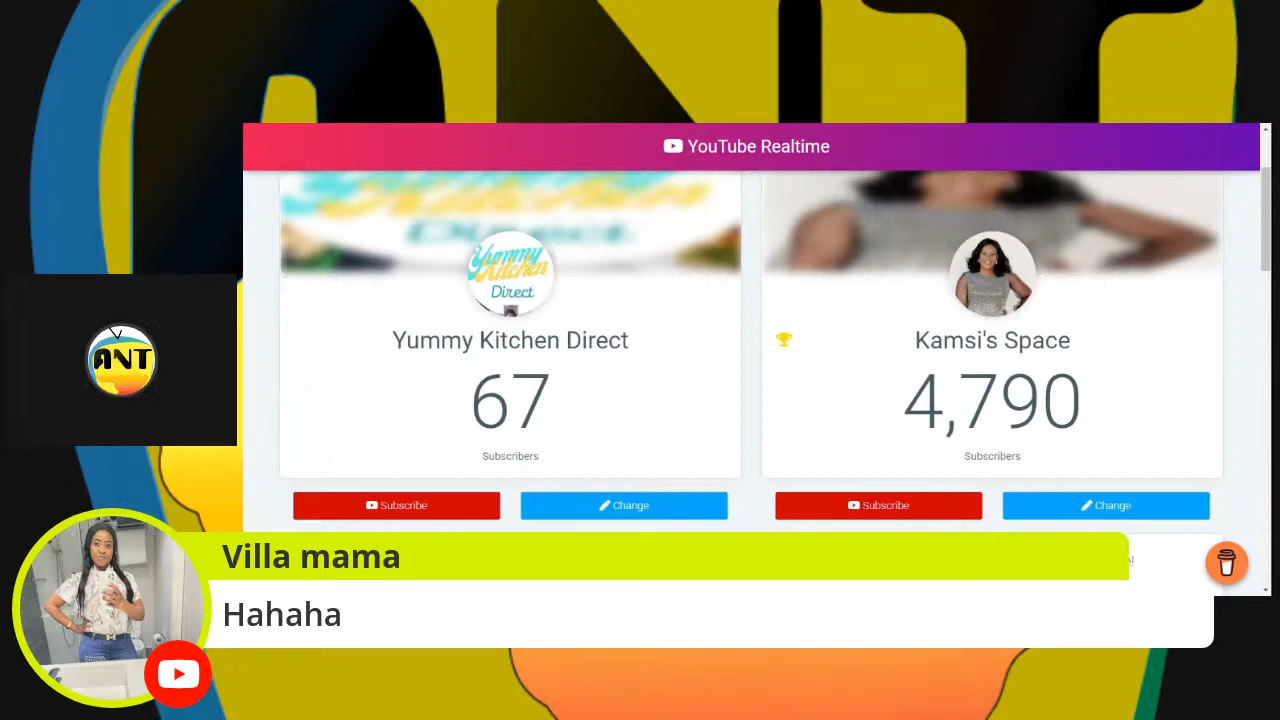 ANT
YouTube Realtime
Yummy
Kitchen
Direct
Yummy Kitchen Direct
67
Subscribers
Subscribe
Change
Kamsi's Space
4,790
Subscribers
Subscribe
Change
ANT
Villa mama
Hahaha